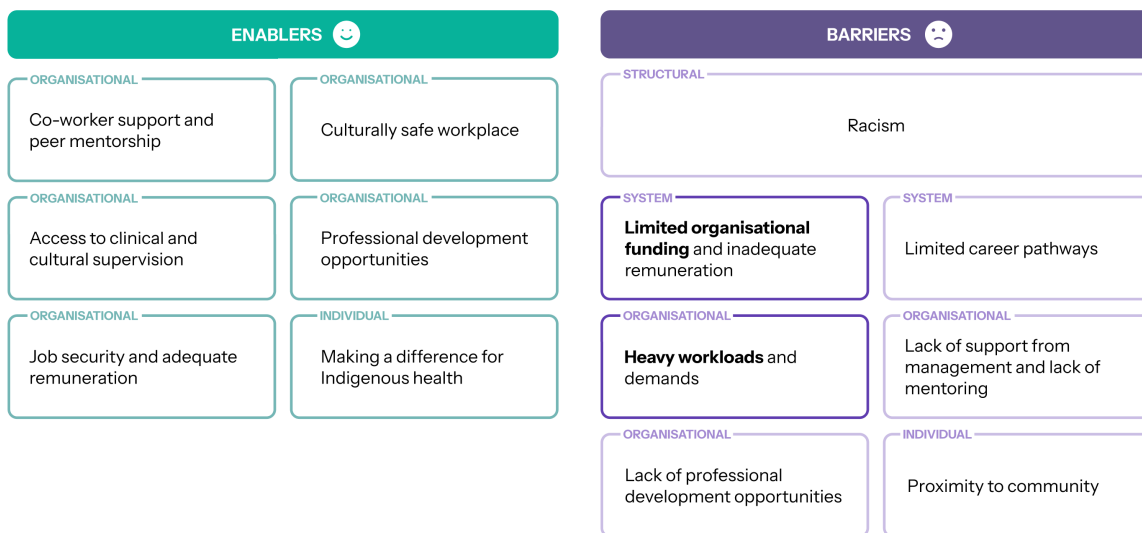 ENABLERS
ORGANISATIONAL
Co-worker support and
peer mentorship
ORGANISATIONAL
Culturally safe workplace
ORGANISATIONAL
Access to clinical and
cultural supervision
ORGANISATIONAL
Professional development
opportunities
ORGANISATIONAL
Job security and adequate
remuneration
INDIVIDUAL
Making a difference for
Indigenous health
BARRIERS
STRUCTURAL
Racism
SYSTEM
Limited organisational
funding and inadequate
remuneration
SYSTEM
Limited career pathways
ORGANISATIONAL
Heavy workloads and
demands
ORGANISATIONAL
Lack of support from
management and lack of
mentoring
ORGANISATIONAL
Lack of professional
development opportunities
INDIVIDUAL
Proximity to community